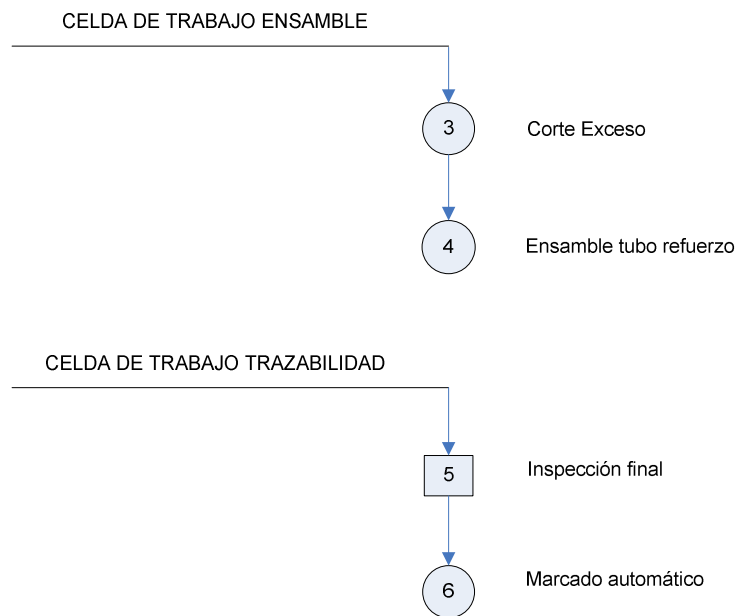 CELDA DE TRABAJO ENSAMBLE
3 Corte Exceso
4 Ensamble tubo refuerzo
CELDA DE TRABAJO TRAZABILIDAD
5 Inspección final
6 Marcado automático